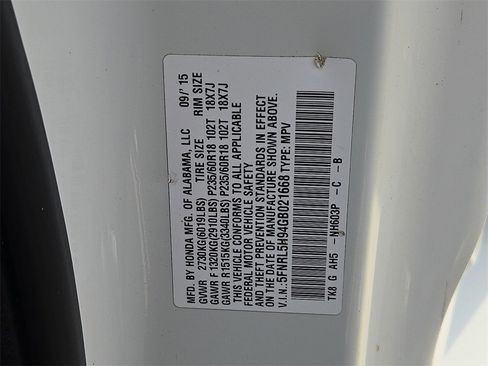 MFD. BY HONDA MFG. OF ALABAMA, LLC 09/'15
TIRE SIZE RIM SIZE
GVWR 2730KG(6019LBS)
GAWR F 1320KG(2910LBS) P235/60R18 102T 18X7J
GAWR R 1515KG(3340LBS) P235/60R18 102T 18X7J
THIS VEHICLE CONFORMS TO ALL APPLICABLE
FEDERAL MOTOR VEHICLE SAFETY
AND THEFT PREVENTION STANDARDS IN EFFECT
ON THE DATE OF MANUFACTURE SHOWN ABOVE.
V.I.N.:5FNRL5H94GB021668 TYPE: MPV
TK8 G AH5 -NH603P -C -B